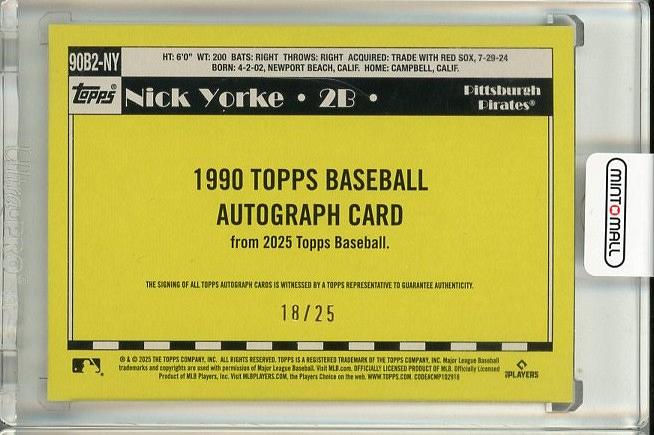 90B2-NY
HT: 6'0" WT: 200 BATS: RIGHT THROWS: RIGHT ACQUIRED: TRADE WITH RED SOX, 7-29-24
BORN: 4-2-02, NEWPORT BEACH, CALIF. HOME: CAMPBELL, CALIF.
Topps Nick Yorke • 2B •
Pittsburgh
Pirates®
1990 TOPPS BASEBALL
AUTOGRAPH CARD
from 2025 Topps Baseball.
THE SIGNING OF ALL TOPPS AUTOGRAPH CARDS IS WITNESSED BY A TOPPS REPRESENTATIVE TO GUARANTEE AUTHENTICITY.
18/25
® & © 2025 THE TOPPS COMPANY, INC. ALL RIGHTS RESERVED. TOPPS IS A REGISTERED TRADEMARK OF THE TOPPS COMPANY, INC. Major League Baseball
trademarks and copyrights are used with permission of Major League Baseball. Visit MLB.com. OFFICIALLY LICENSED PRODUCT OF MLB. Officially Licensed
Product of MLB Players, Inc. Visit MLBPLAYERS.COM, the Players Choice on the web. WWW.TOPPS.COM. CODE#CMP102918
PLAYERS
MINT MALL